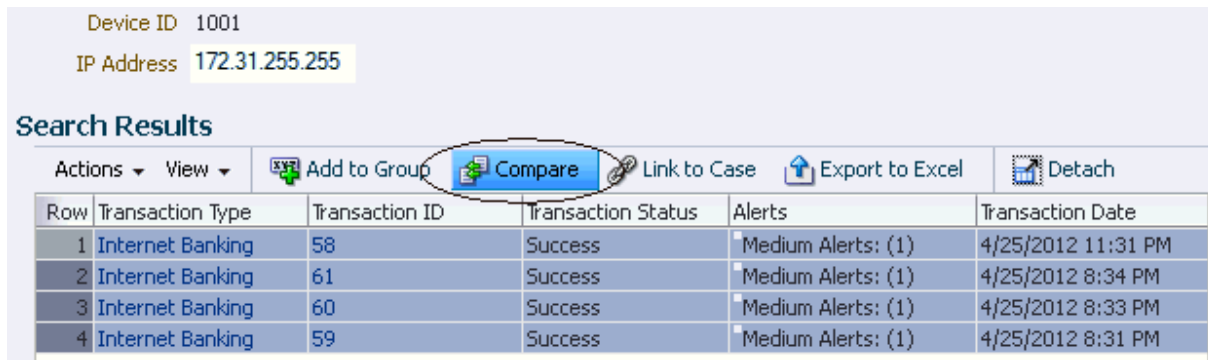 Device ID 1001
IP Address 172.31.255.255
Search Results
Actions View Add to Group Compare Link to Case Export to Excel Detach
Row Transaction Type Transaction ID Transaction Status Alerts Transaction Date
1 Internet Banking 58 Success Medium Alerts: (1) 4/25/2012 11:31 PM
2 Internet Banking 61 Success Medium Alerts: (1) 4/25/2012 8:34 PM
3 Internet Banking 60 Success Medium Alerts: (1) 4/25/2012 8:33 PM
4 Internet Banking 59 Success Medium Alerts: (1) 4/25/2012 8:31 PM